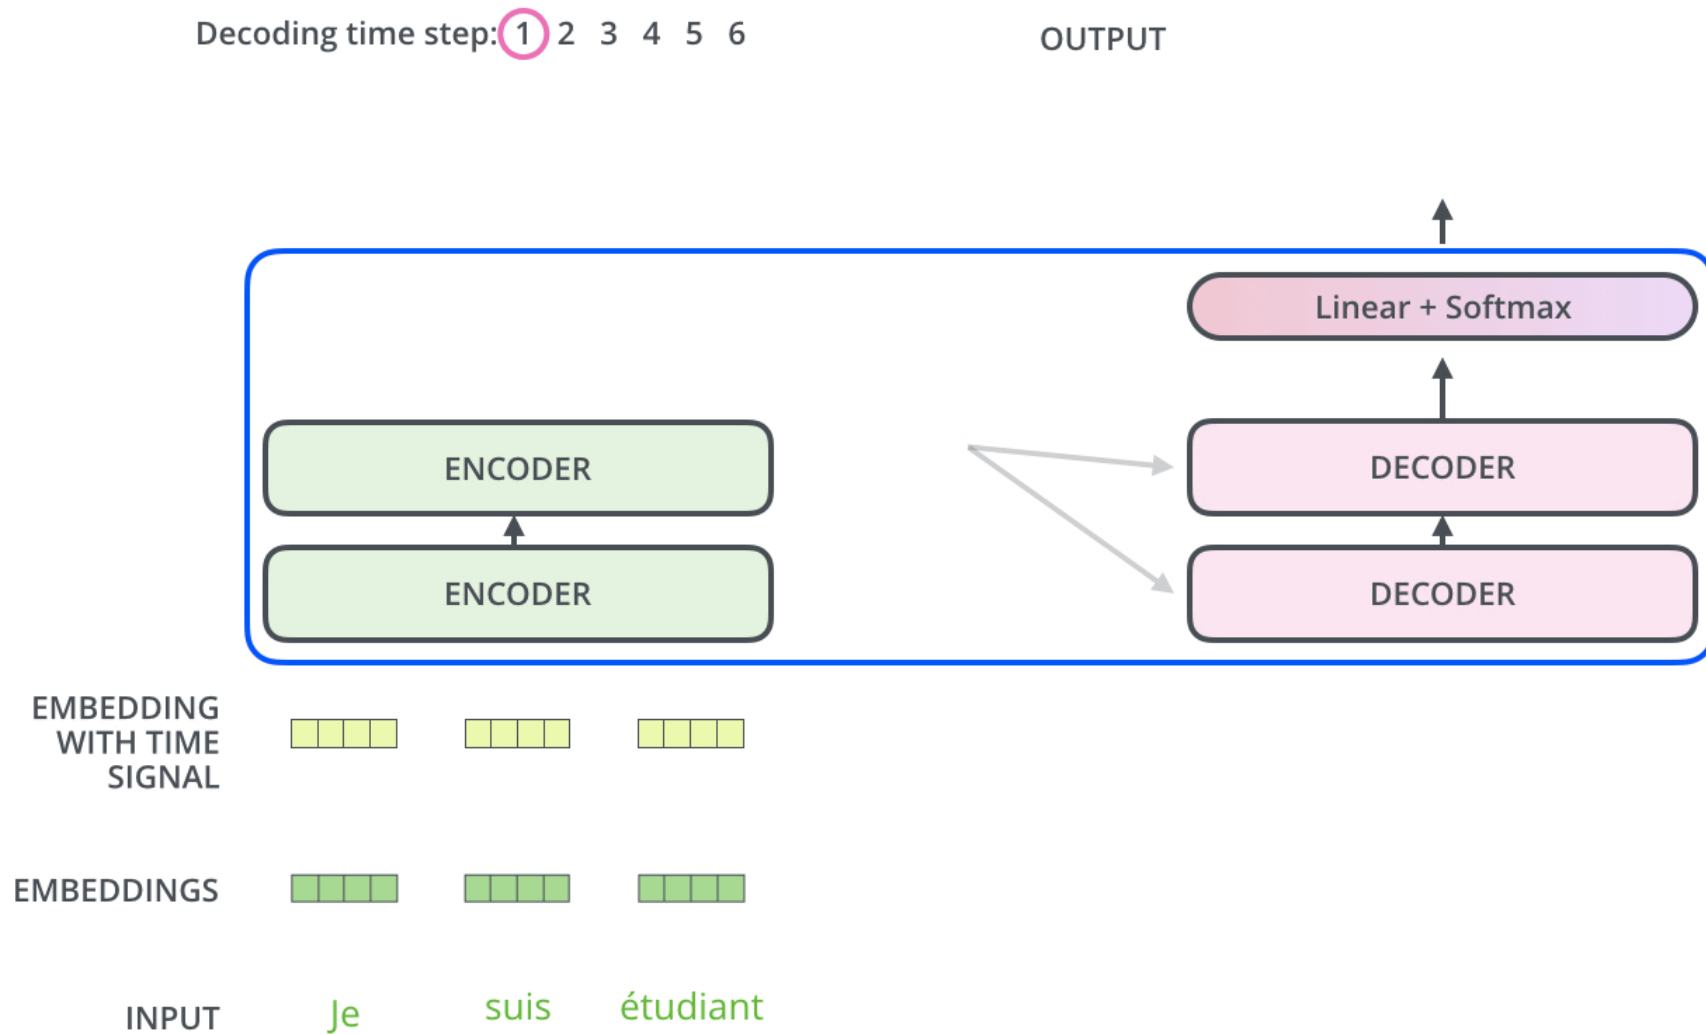 Decoding time step: 1 2 3 4 5 6
OUTPUT
Linear + Softmax
ENCODER
DECODER
ENCODER
DECODER
EMBEDDING
WITH TIME
SIGNAL
EMBEDDINGS
INPUT
Je suis étudiant